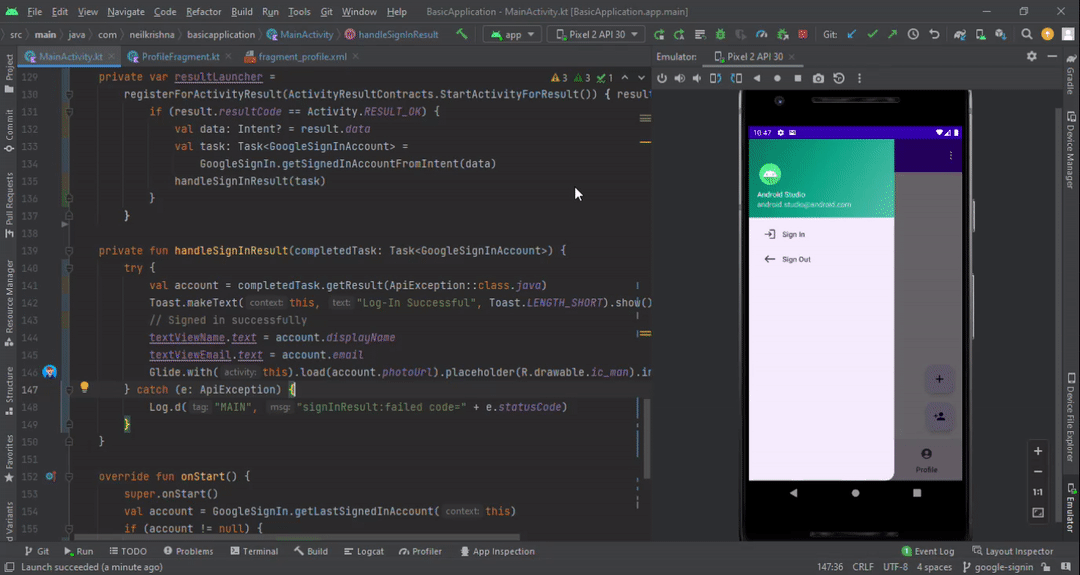 File Edit View Navigate Code Refactor Build Run Tools Git Window Help BasicApplication - MainActivity.kt [BasicApplication.app.main]
src main java com neilkrishna basicapplication MainActivity handleSignInResult app Pixel 2 API 30 Git:
MainActivity.kt ProfileFragment.kt fragment_profile.xml Emulator: Pixel 2 API 30
129 private var resultLauncher = 3 3 1
130 registerForActivityResult(ActivityResultContracts.StartActivityForResult()) { resul
131 if (result.resultCode == Activity.RESULT_OK) {
132 val data: Intent? = result.data
133 val task: Task<GoogleSignInAccount> =
134 GoogleSignIn.getSignedInAccountFromIntent(data)
135 handleSignInResult(task)
136 }
137 }
138
139 private fun handleSignInResult(completedTask: Task<GoogleSignInAccount>) {
140 try {
141 val account = completedTask.getResult(ApiException::class.java)
142 Toast.makeText( context: this, text: "Log-In Successful", Toast.LENGTH_SHORT).show()
143 // Signed in successfully
144 textViewName.text = account.displayName
145 textViewEmail.text = account.email
146 Glide.with( activity: this).load(account.photoUrl).placeholder(R.drawable.ic_man).in
147 } catch (e: ApiException) {
148 Log.d( tag: "MAIN", msg: "signInResult:failed code=" + e.statusCode)
149 }
150 }
151
152 override fun onStart() {
153 super.onStart()
154 val account = GoogleSignIn.getLastSignedInAccount( context: this)
155 if (account != null) {
Project
Commit
Pull Requests
Resource Manager
Structure
Favorites
d Variants
10:47
Android Studio
android.studio@android.com
Sign In
Sign Out
Profile
1:1
Gradle
Device Manager
Device File Explorer
Emulator
Git Run TODO Problems Terminal Build Logcat Profiler App Inspection 1 Event Log Layout Inspector
Launch succeeded (a minute ago) 147:36 CRLF UTF-8 4 spaces google-signin